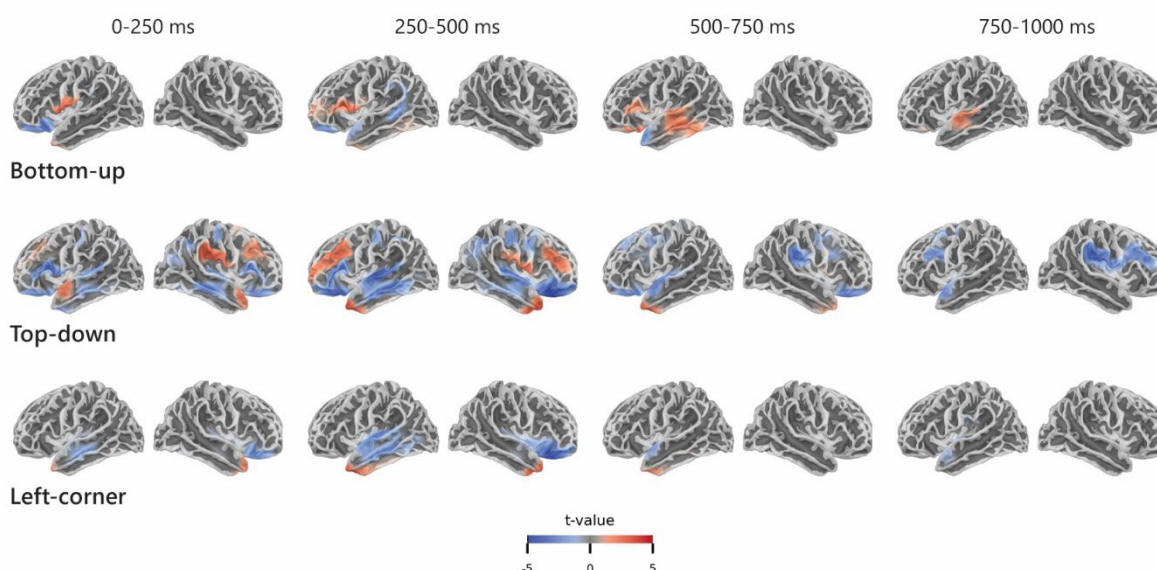 0-250 ms
250-500 ms
500-750 ms
750-1000 ms
Bottom-up
Top-down
Left-corner
t-value
-5
0
5